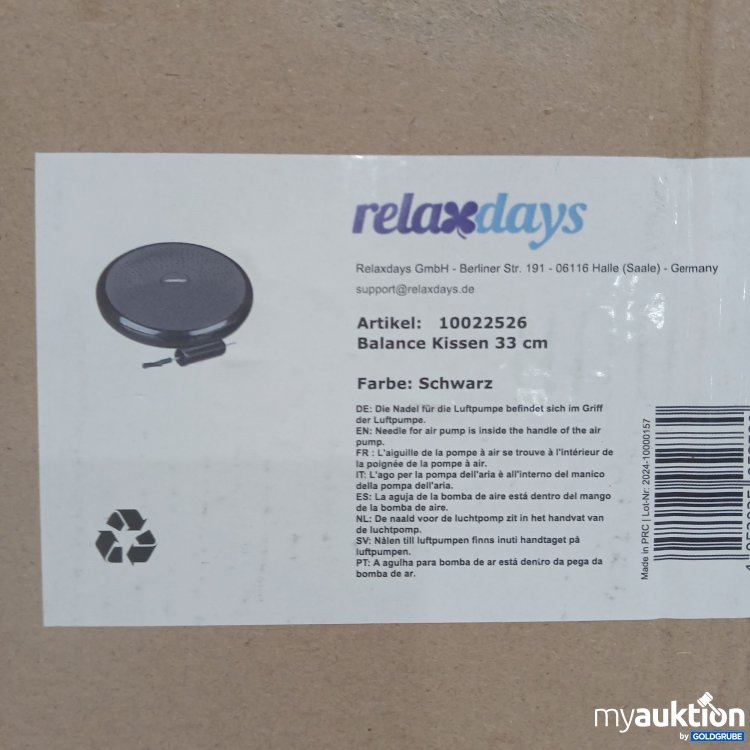 relaxdays
Relaxdays GmbH - Berliner Str. 191 - 06116 Halle (Saale) - Germany
support@relaxdays.de
Artikel: 10022526
Balance Kissen 33 cm
Farbe: Schwarz
DE: Die Nadel für die Luftpumpe befindet sich im Griff
der Luftpumpe.
EN: Needle for air pump is inside the handle of the air
pump.
FR : L'aiguille de la pompe à air se trouve à l'intérieur de
la poignée de la pompe à air.
IT: L'ago per la pompa dell'aria è all'interno del manico
della pompa dell'aria.
ES: La aguja de la bomba de aire está dentro del mango
de la bomba de aire.
NL: De naald voor de luchtpomp zit in het handvat van
de luchtpomp.
SV: Nålen till luftpumpen finns inuti handtaget på
luftpumpen.
PT: A agulha para bomba de ar está dentro da pega da
bomba de ar.
Made in PRC | Lot-Nr: 2024-10000157
myauktion
by GOLDGRUBE